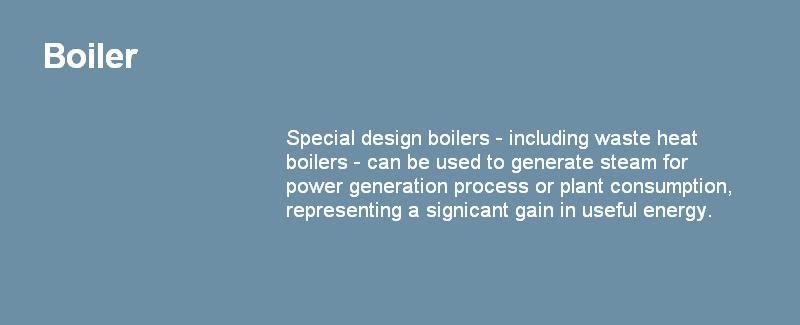 Boiler
Special design boilers - including waste heat
boilers - can be used to generate steam for
power generation process or plant consumption,
representing a signicant gain in useful energy.